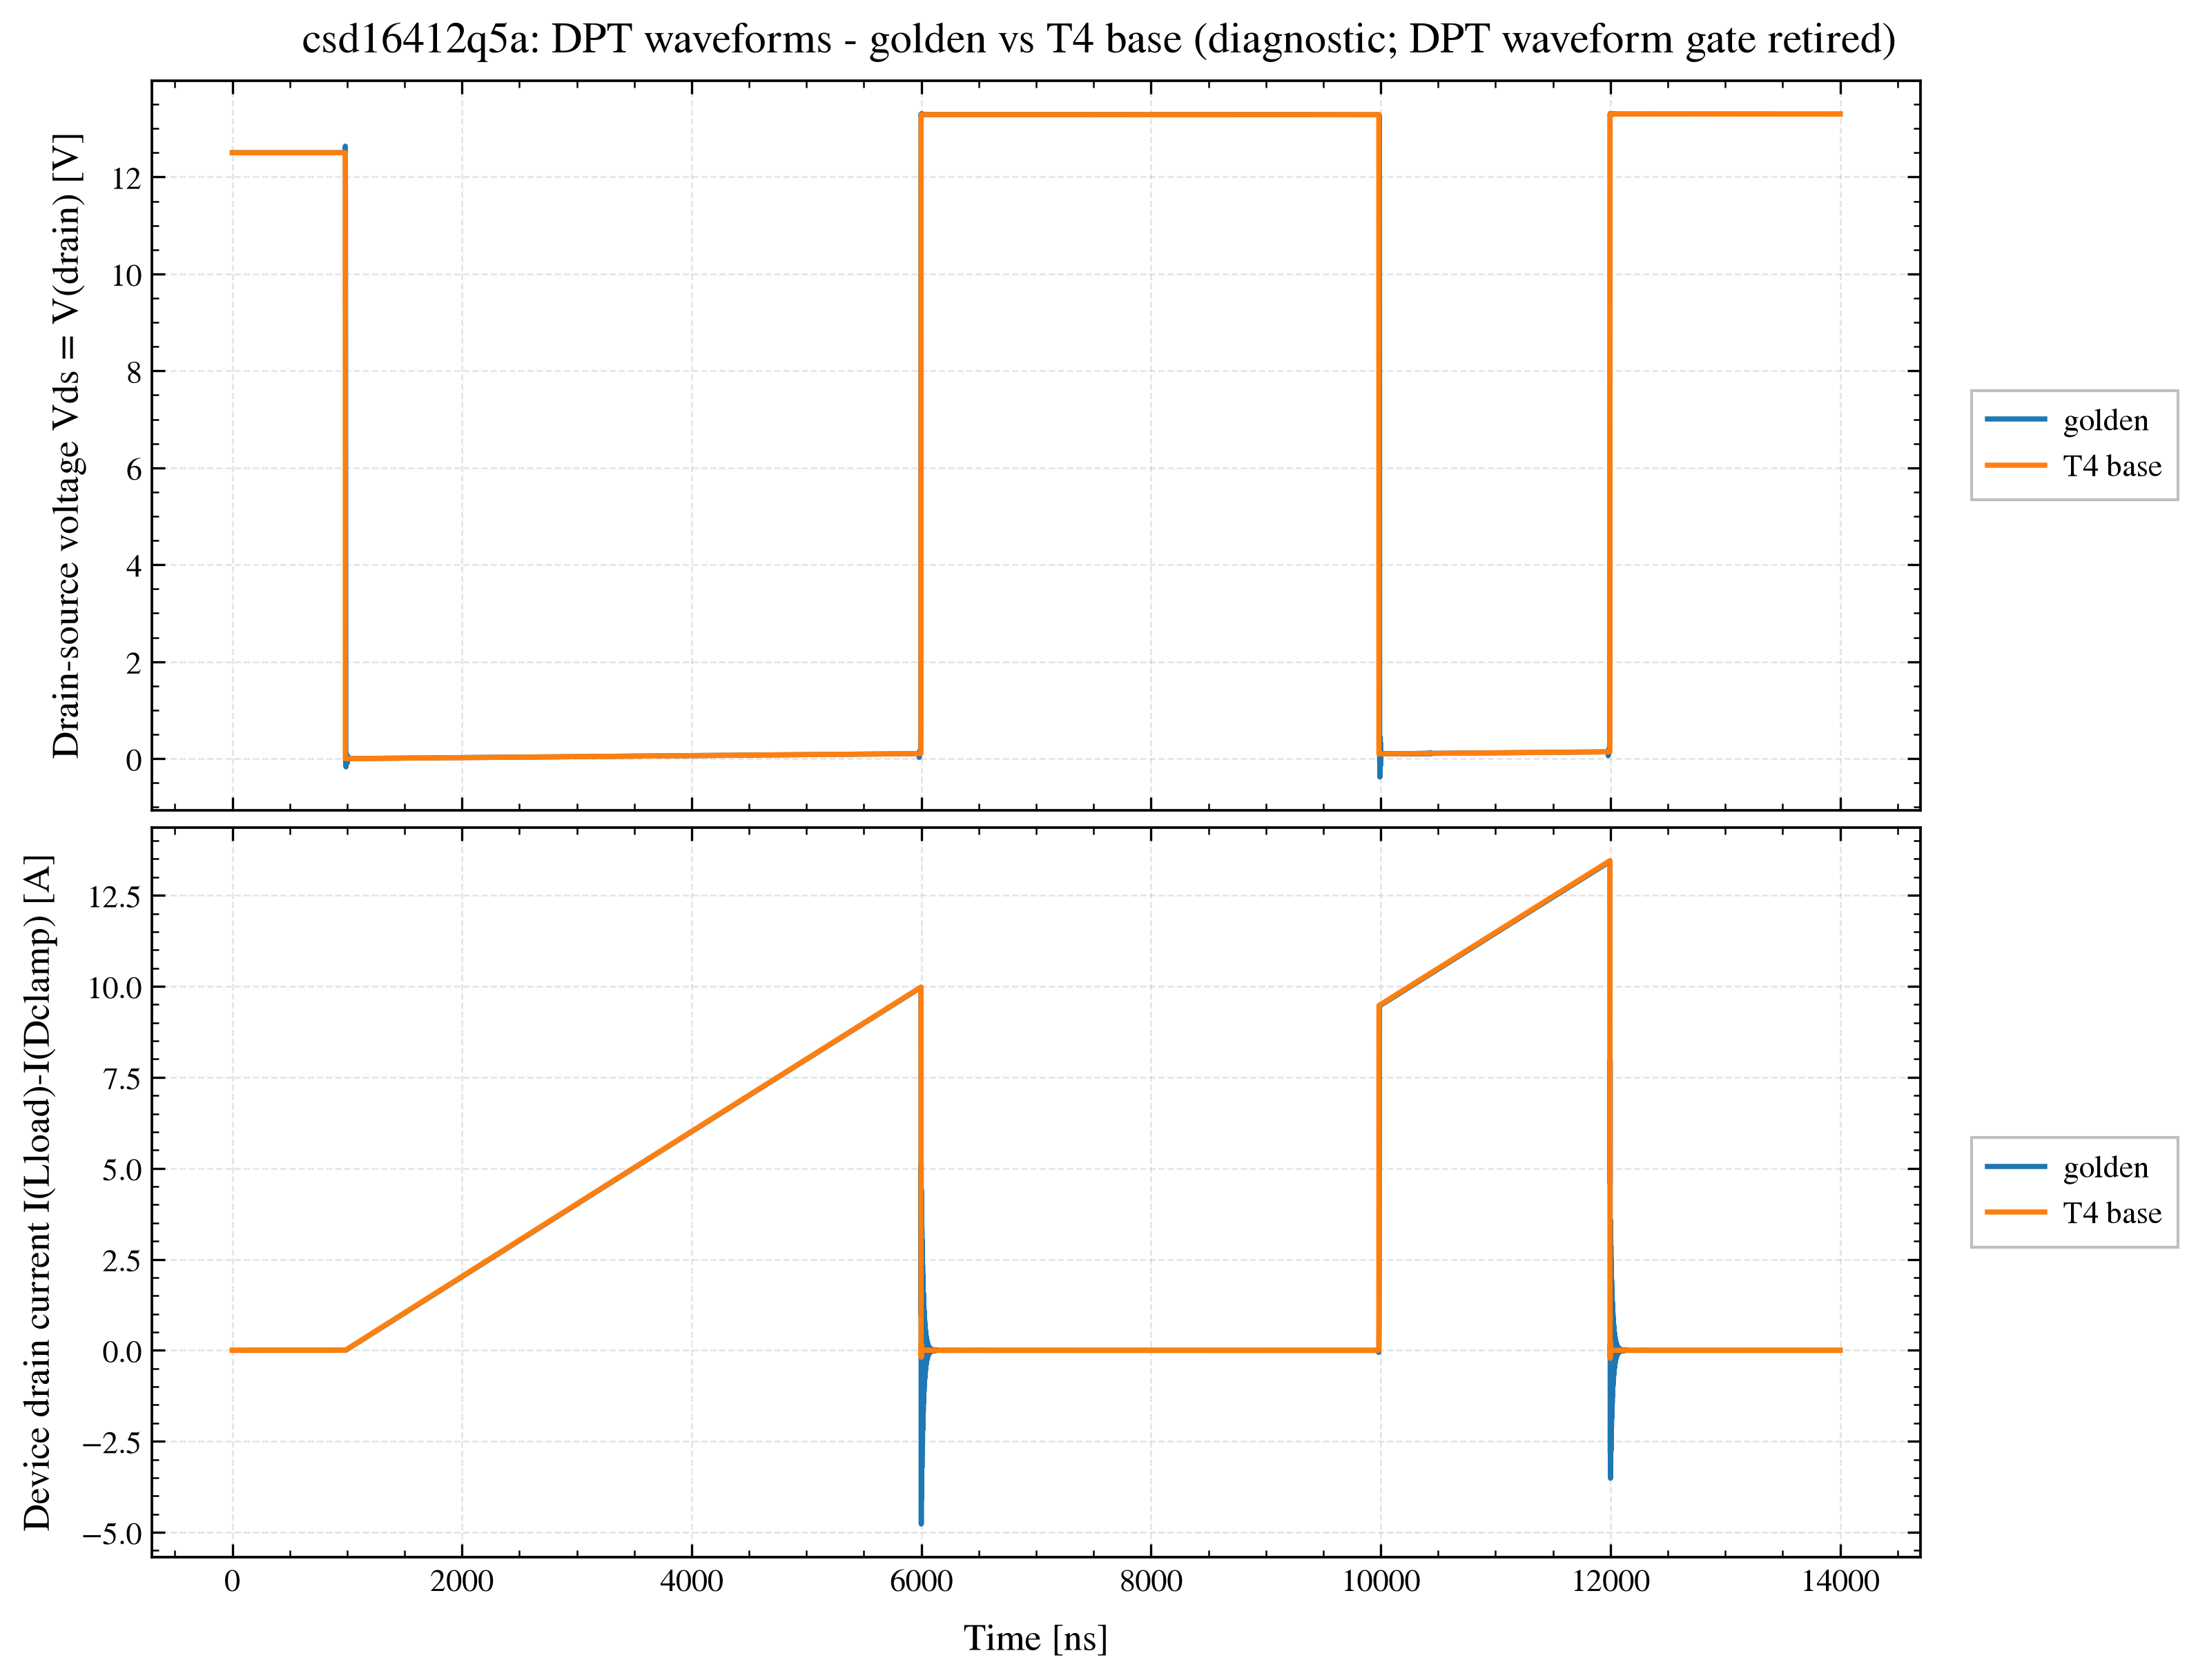 csd16412q5a: DPT waveforms - golden vs T4 base (diagnostic; DPT waveform gate retired)
Drain-source voltage Vds = V(drain) [V]
12
10
8
6
4
2
0
golden
T4 base
Device drain current I(Lload)-I(Dclamp) [A]
12.5
10.0
7.5
5.0
2.5
0.0
−2.5
−5.0
golden
T4 base
0 2000 4000 6000 8000 10000 12000 14000
Time [ns]